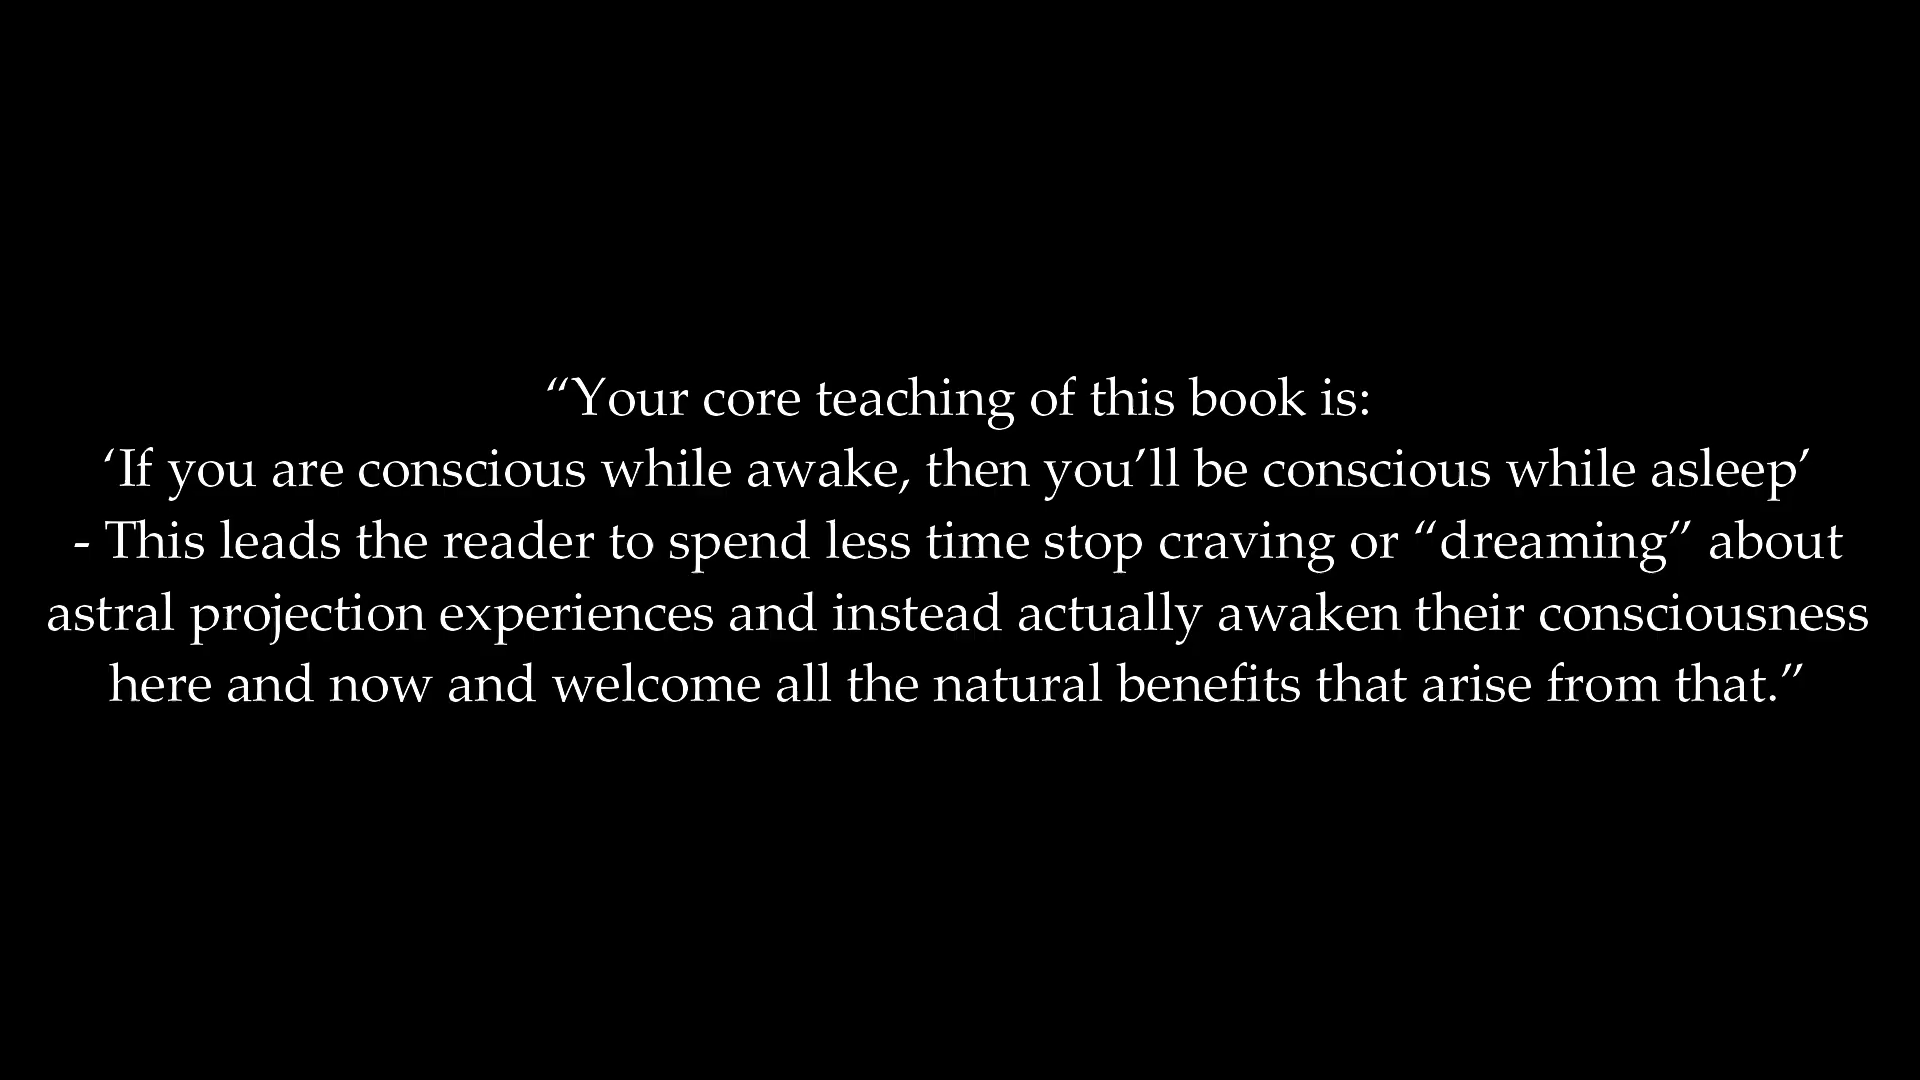 “Your core teaching of this book is:
‘If you are conscious while awake, then you’ll be conscious while asleep’
- This leads the reader to spend less time stop craving or “dreaming” about
astral projection experiences and instead actually awaken their consciousness
here and now and welcome all the natural benefits that arise from that.”